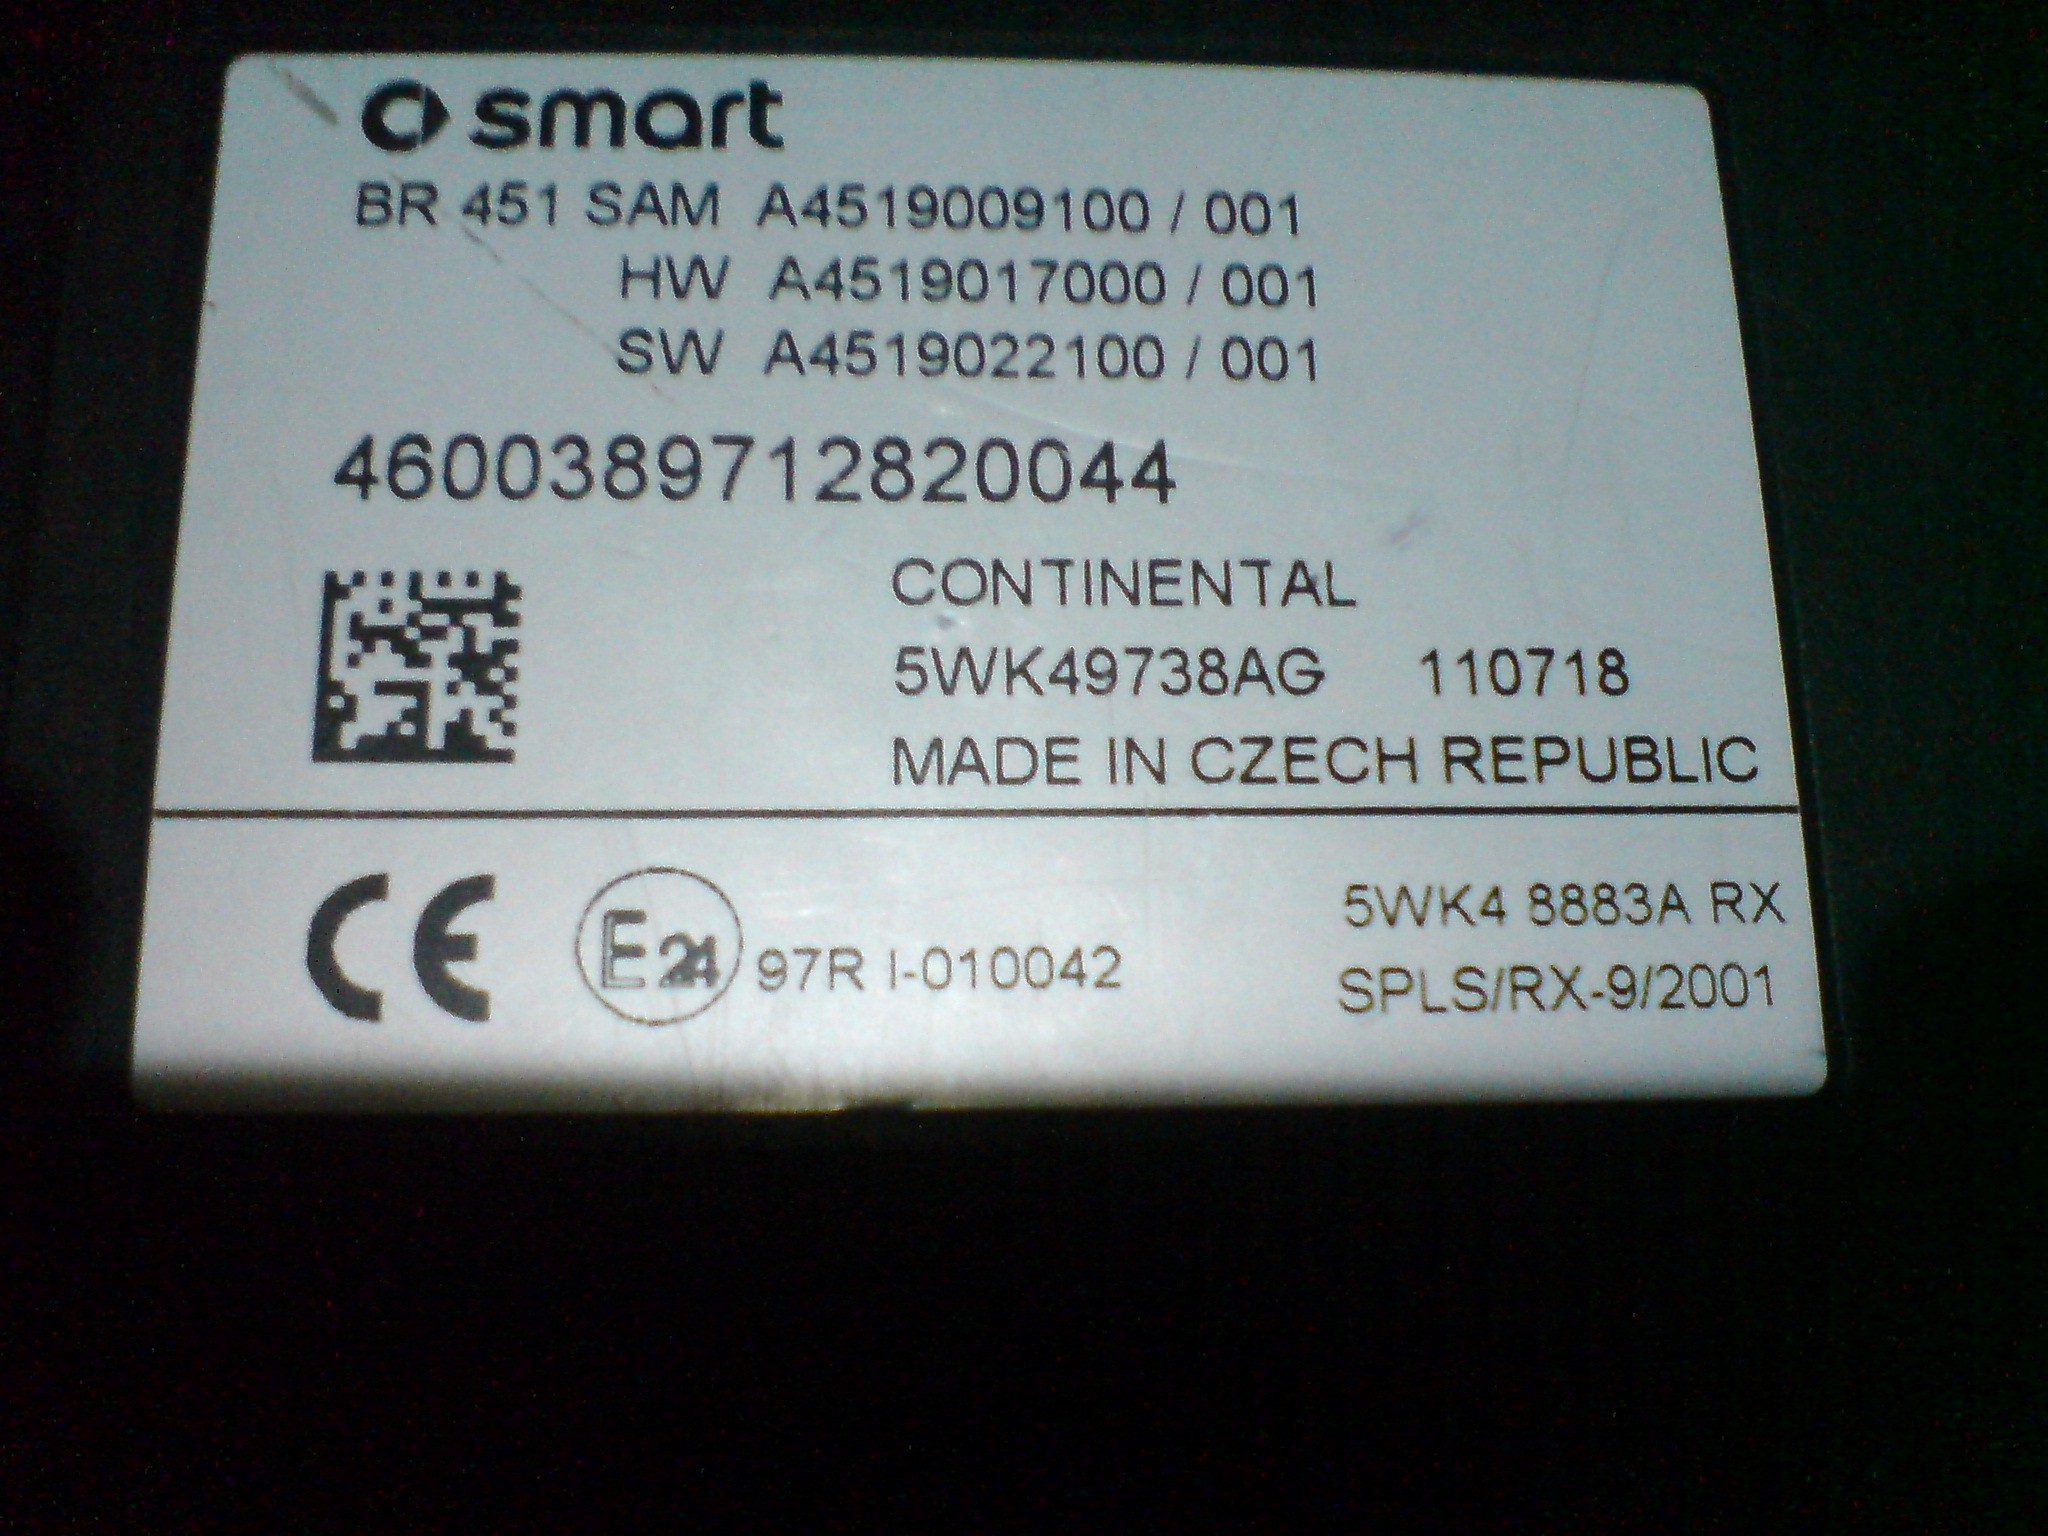 smart
BR 451 SAM A4519009100 / 001
HW A4519017000 / 001
SW A4519022100 / 001
4600389712820044
CONTINENTAL
5WK49738AG 110718
MADE IN CZECH REPUBLIC
CE E24 97R I-010042
5WK4 8883A RX
SPLS/RX-9/2001